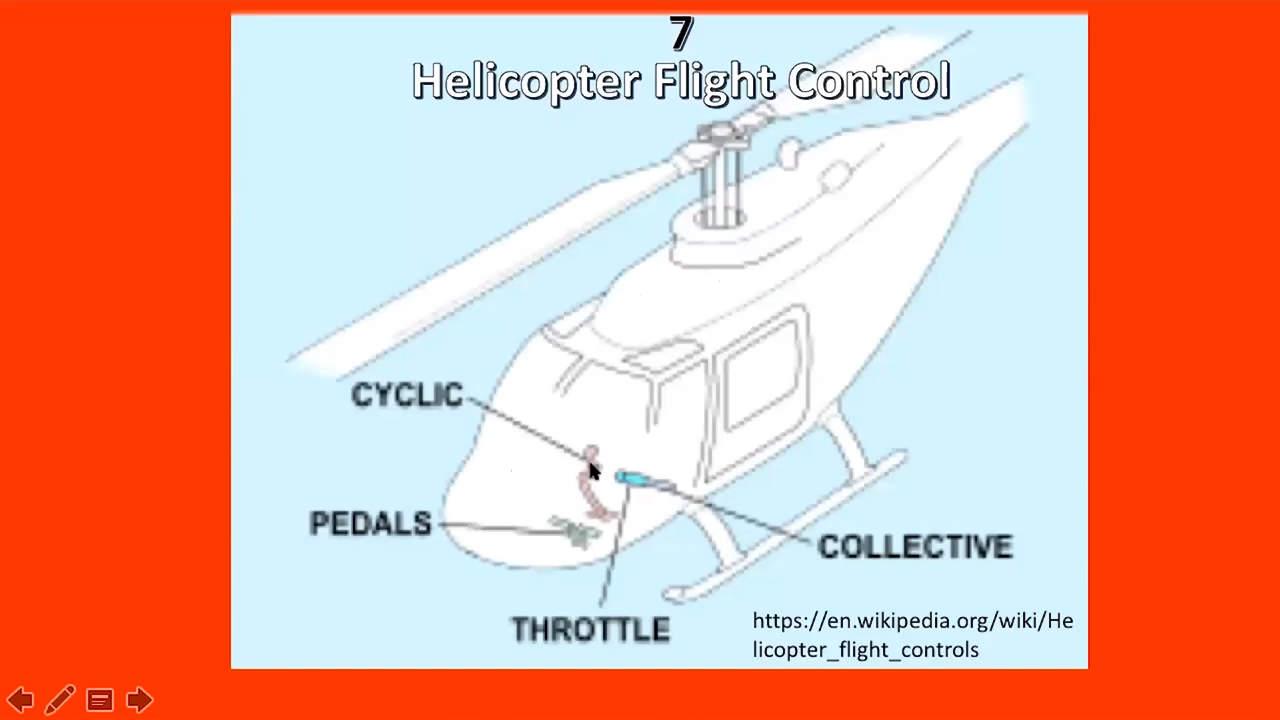 7
Helicopter Flight Control
CYCLIC
PEDALS
COLLECTIVE
THROTTLE
https://en.wikipedia.org/wiki/He
licopter_flight_controls